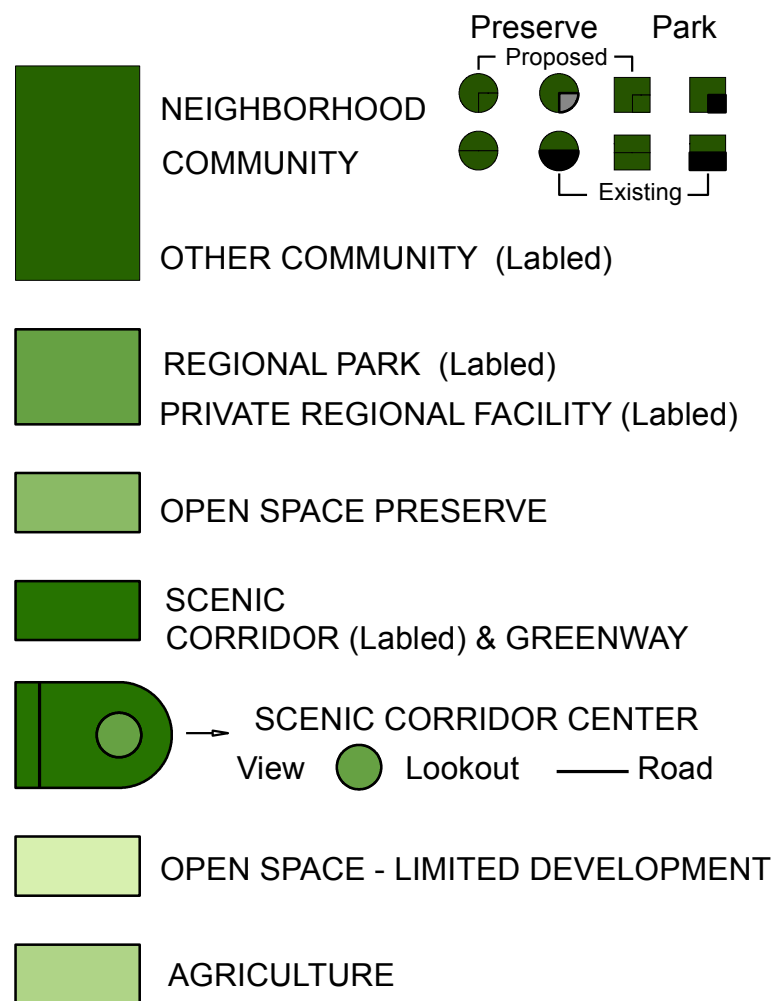 Preserve Park
Proposed
NEIGHBORHOOD
COMMUNITY
Existing
OTHER COMMUNITY (Labled)
REGIONAL PARK (Labled)
PRIVATE REGIONAL FACILITY (Labled)
OPEN SPACE PRESERVE
SCENIC
CORRIDOR (Labled) & GREENWAY
SCENIC CORRIDOR CENTER
View Lookout Road
OPEN SPACE - LIMITED DEVELOPMENT
AGRICULTURE